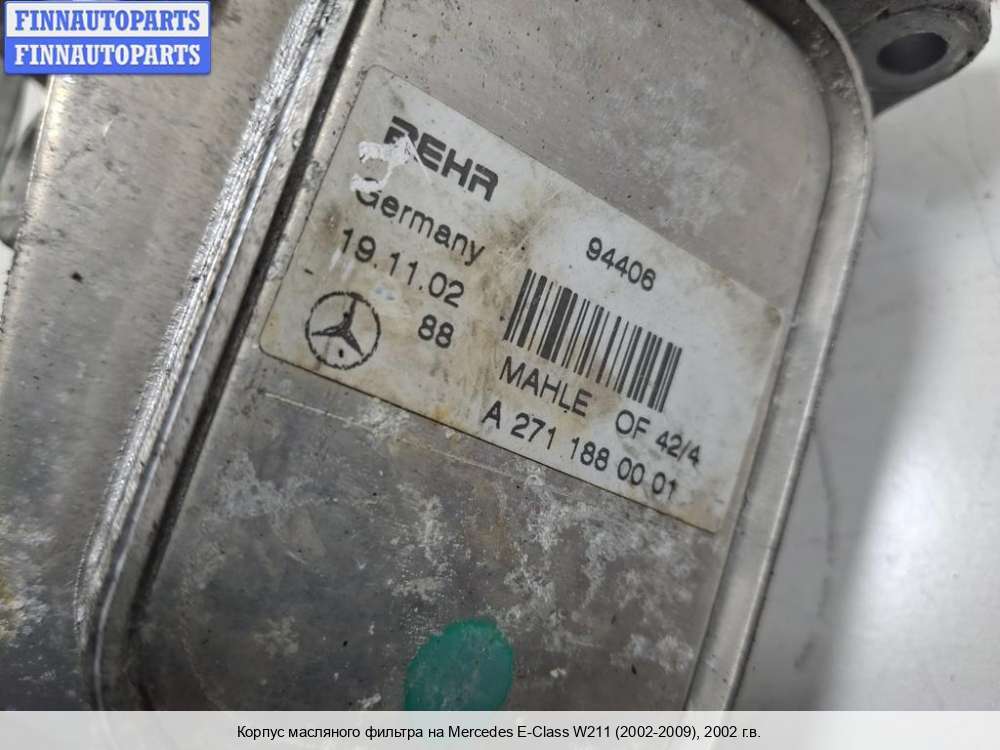 FINNAUTOPARTS
FINNAUTOPARTS
BEHR
Germany
94406
19.11.02
88
MAHLE OF 42/4
A 271 188 00 01
Корпус масляного фильтра на Mercedes E-Class W211 (2002-2009), 2002 г.в.